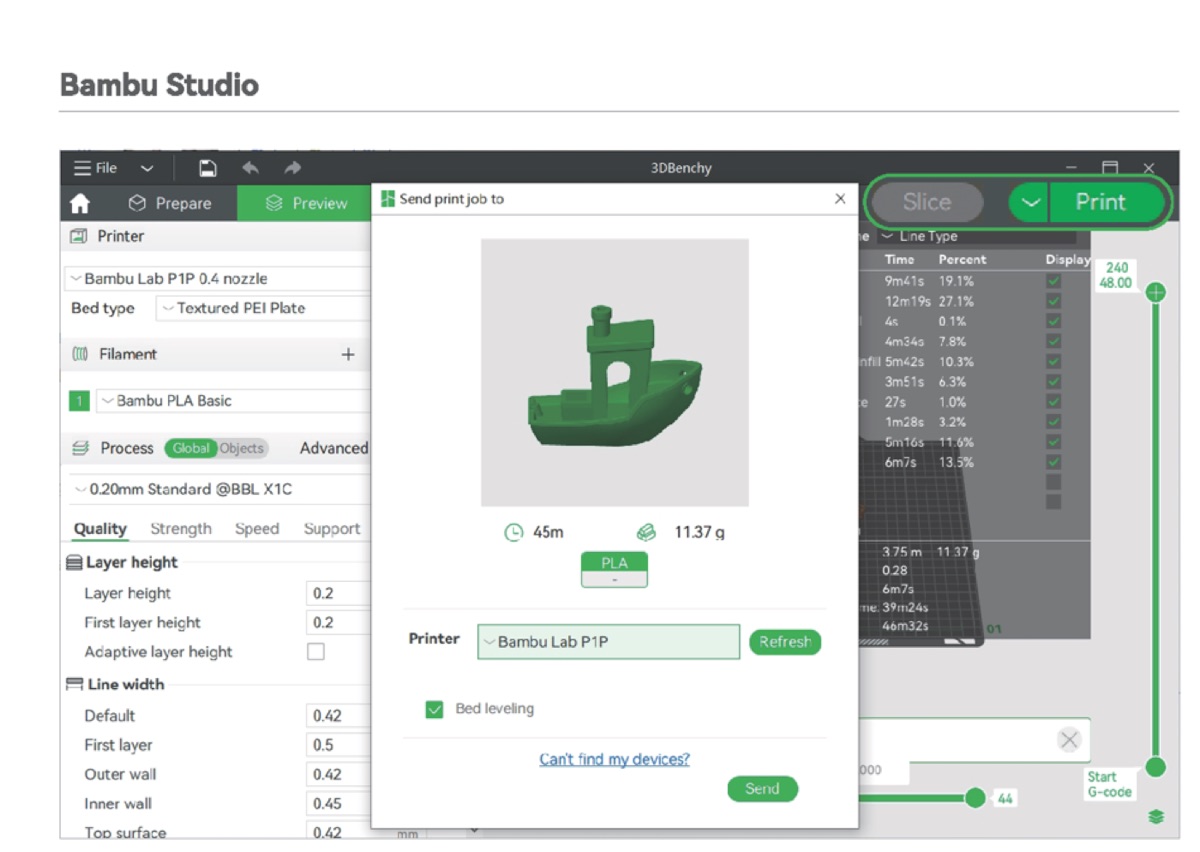 Bambu Studio
File
3DBenchy
Prepare
Preview
Send print job to
Slice
Print
Printer
Line Type
Time Percent Display
Bambu Lab P1P 0.4 nozzle
9m41s 19.1%
240
48.00
Bed type Textured PEI Plate
12m19s 27.1%
4s 0.1%
4m34s 7.8%
Filament
nfill 5m42s 10.3%
3m51s 6.3%
1 Bambu PLA Basic
27s 1.0%
1m28s 3.2%
Process Global Objects Advanced
5m16s 11.6%
6m7s 13.5%
0.20mm Standard @BBL X1C
Quality Strength Speed Support
45m 11.37 g
PLA
-
Layer height
3.75 m 11.37 g
0.28
Layer height 0.2
6m7s
me: 39m24s
First layer height 0.2
46m32s
01
Adaptive layer height
Printer Bambu Lab P1P Refresh
Line width
Default 0.42
Bed leveling
First layer 0.5
Can't find my devices?
Outer wall 0.42
000
Start
G-code
Send
Inner wall 0.45
44
Top surface 0.42 mm